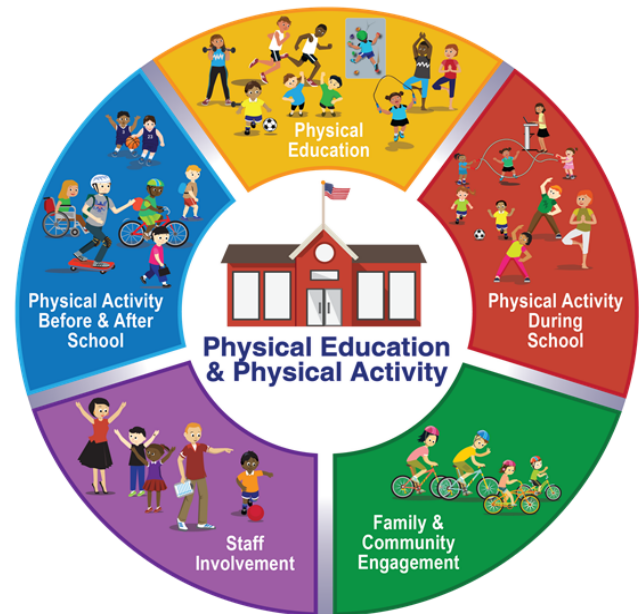 Physical
Education
Physical Activity
Before & After
School
Physical Activity
During
School
Physical Education
& Physical Activity
Staff
Involvement
Family &
Community
Engagement